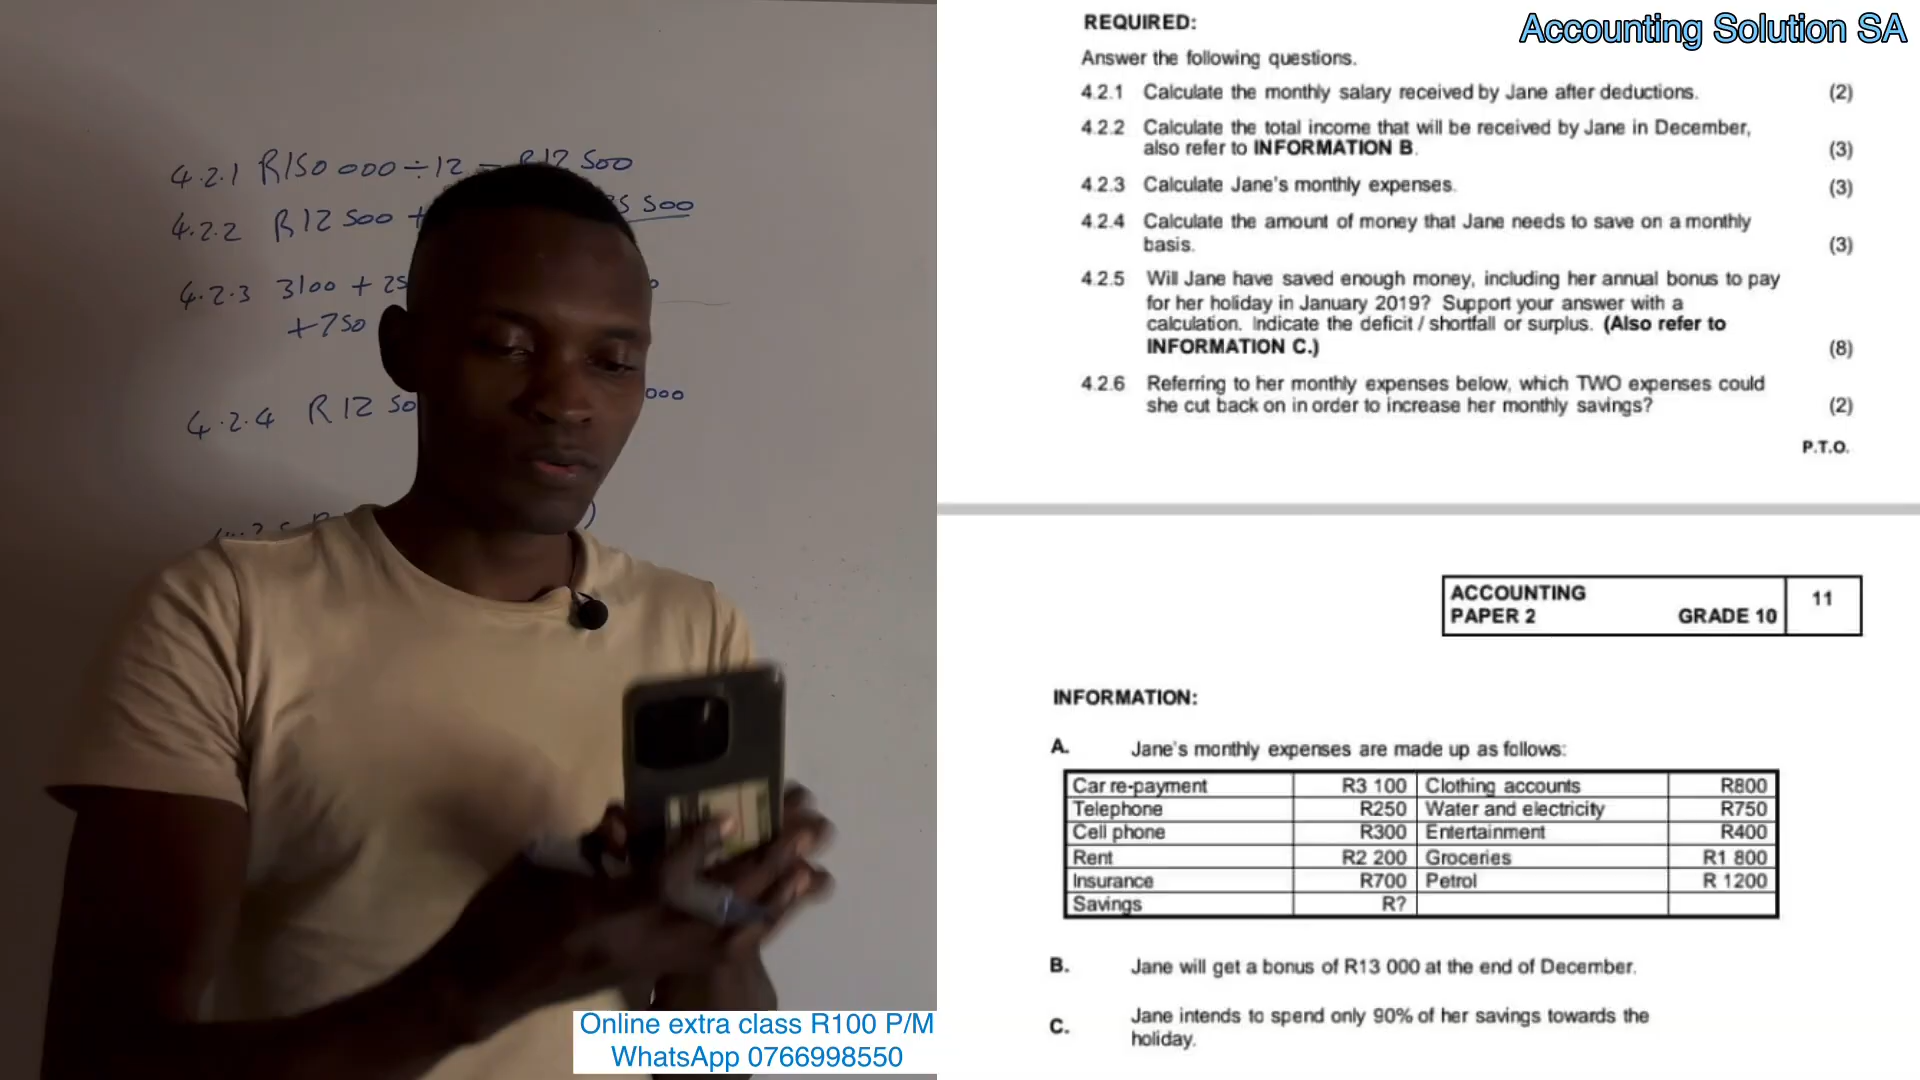 4.2.1 R150 000 ÷ 12 = R12 500
4.2.2 R12 500 + 500
4.2.3 3100 + 25
+750
4.2.4 R12 50 000
Online extra class R100 P/M
WhatsApp 0766998550
Accounting Solution SA
REQUIRED:
Answer the following questions.
4.2.1 Calculate the monthly salary received by Jane after deductions. (2)
4.2.2 Calculate the total income that will be received by Jane in December,
also refer to INFORMATION B. (3)
4.2.3 Calculate Jane's monthly expenses. (3)
4.2.4 Calculate the amount of money that Jane needs to save on a monthly
basis. (3)
4.2.5 Will Jane have saved enough money, including her annual bonus to pay
for her holiday in January 2019? Support your answer with a
calculation. Indicate the deficit / shortfall or surplus. (Also refer to
INFORMATION C.) (8)
4.2.6 Referring to her monthly expenses below, which TWO expenses could
she cut back on in order to increase her monthly savings? (2)
P.T.O.
ACCOUNTING
PAPER 2 GRADE 10 11
INFORMATION:
A. Jane's monthly expenses are made up as follows:
Car re-payment R3 100 Clothing accounts R800
Telephone R250 Water and electricity R750
Cell phone R300 Entertainment R400
Rent R2 200 Groceries R1 800
Insurance R700 Petrol R 1200
Savings R?
B. Jane will get a bonus of R13 000 at the end of December.
C. Jane intends to spend only 90% of her savings towards the
holiday.